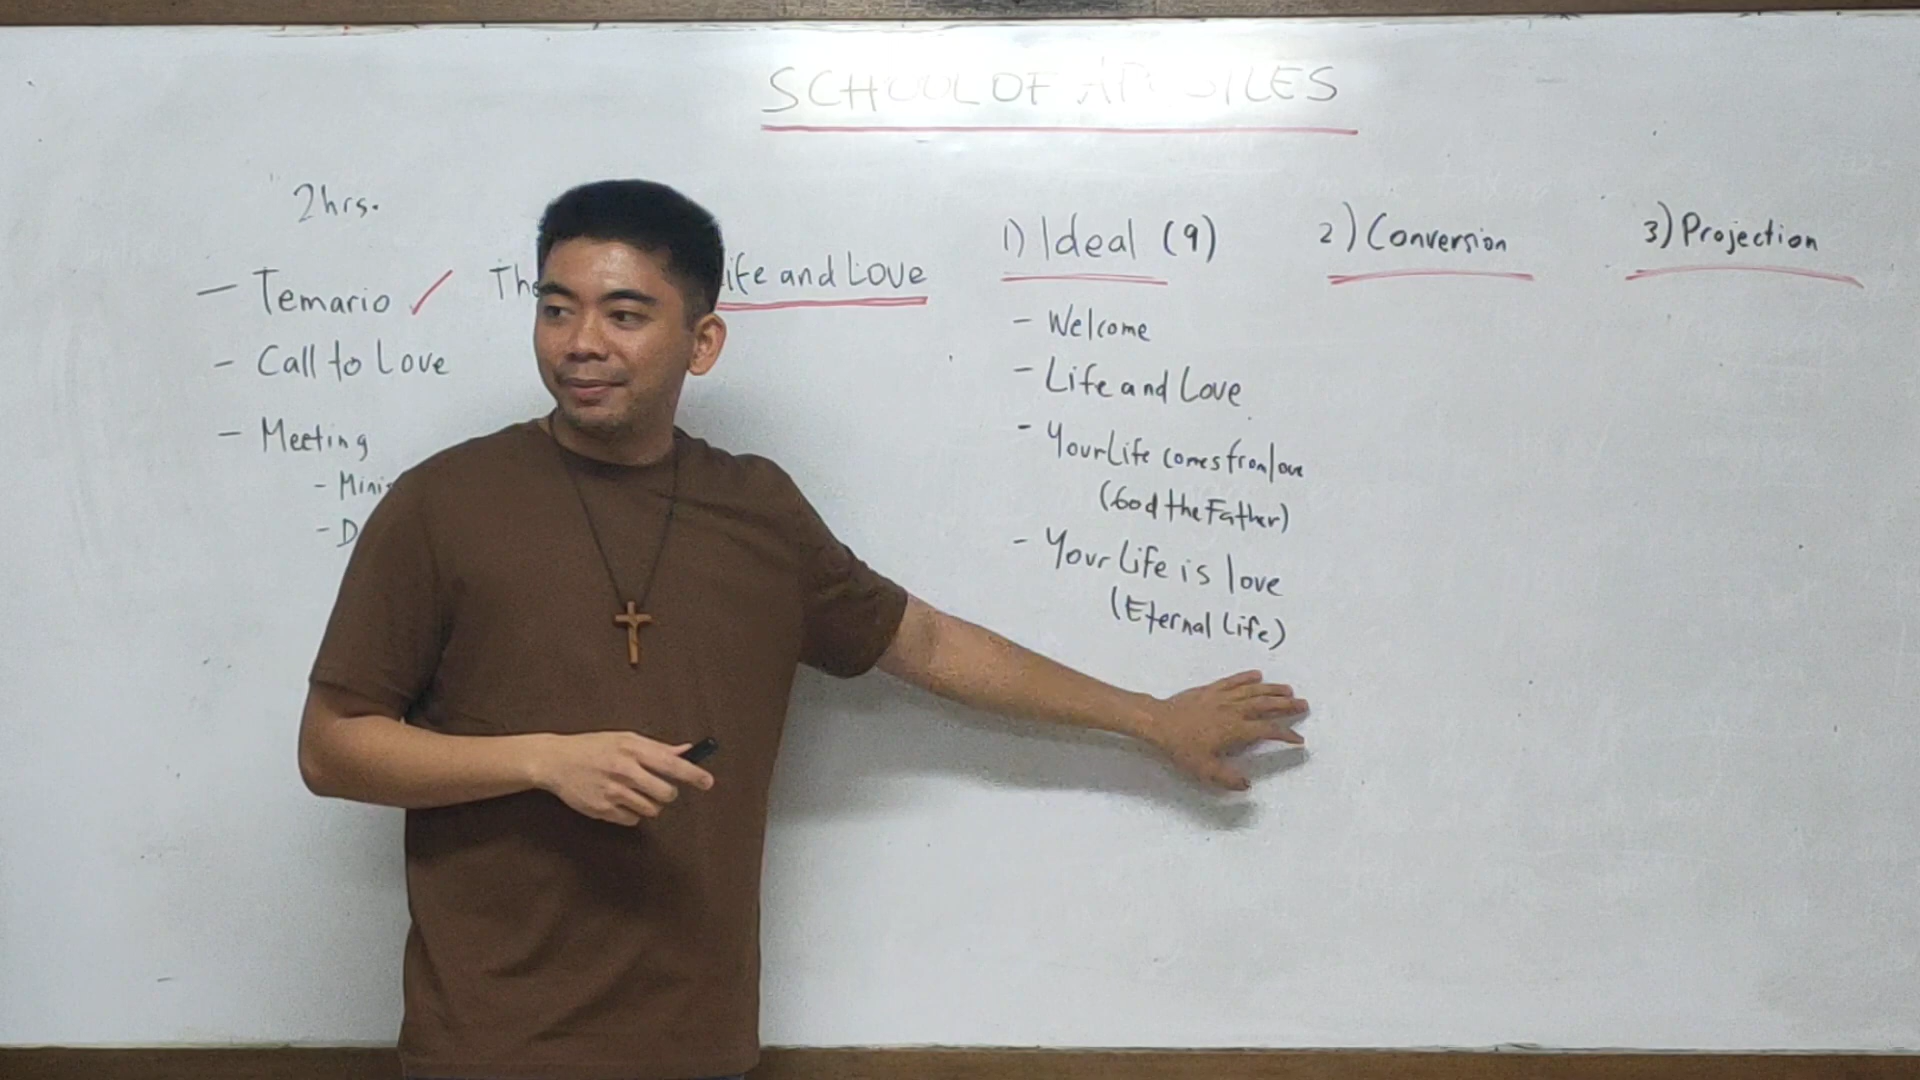 SCHOOL OF APOSTLES
2hrs.
- Temario ✓
- Call to Love
- Meeting
The
ife and Love
1) Ideal (9)
- Welcome
- Life and Love
- Your Life comes from love
(God the Father)
- Your Life is love
(Eternal Life)
2) Conversion
3) Projection